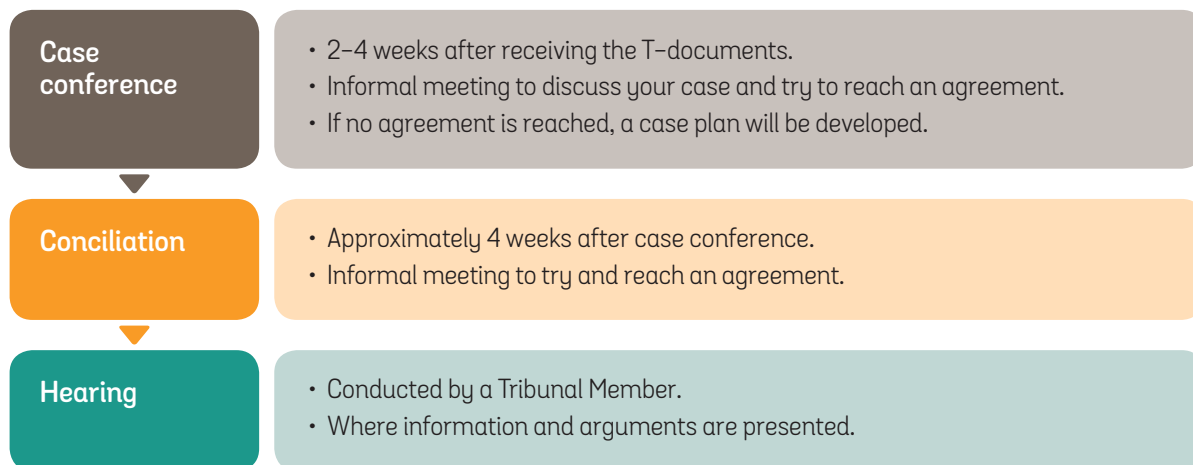 Case
conference
• 2–4 weeks after receiving the T-documents.
• Informal meeting to discuss your case and try to reach an agreement.
• If no agreement is reached, a case plan will be developed.
Conciliation
• Approximately 4 weeks after case conference.
• Informal meeting to try and reach an agreement.
Hearing
• Conducted by a Tribunal Member.
• Where information and arguments are presented.